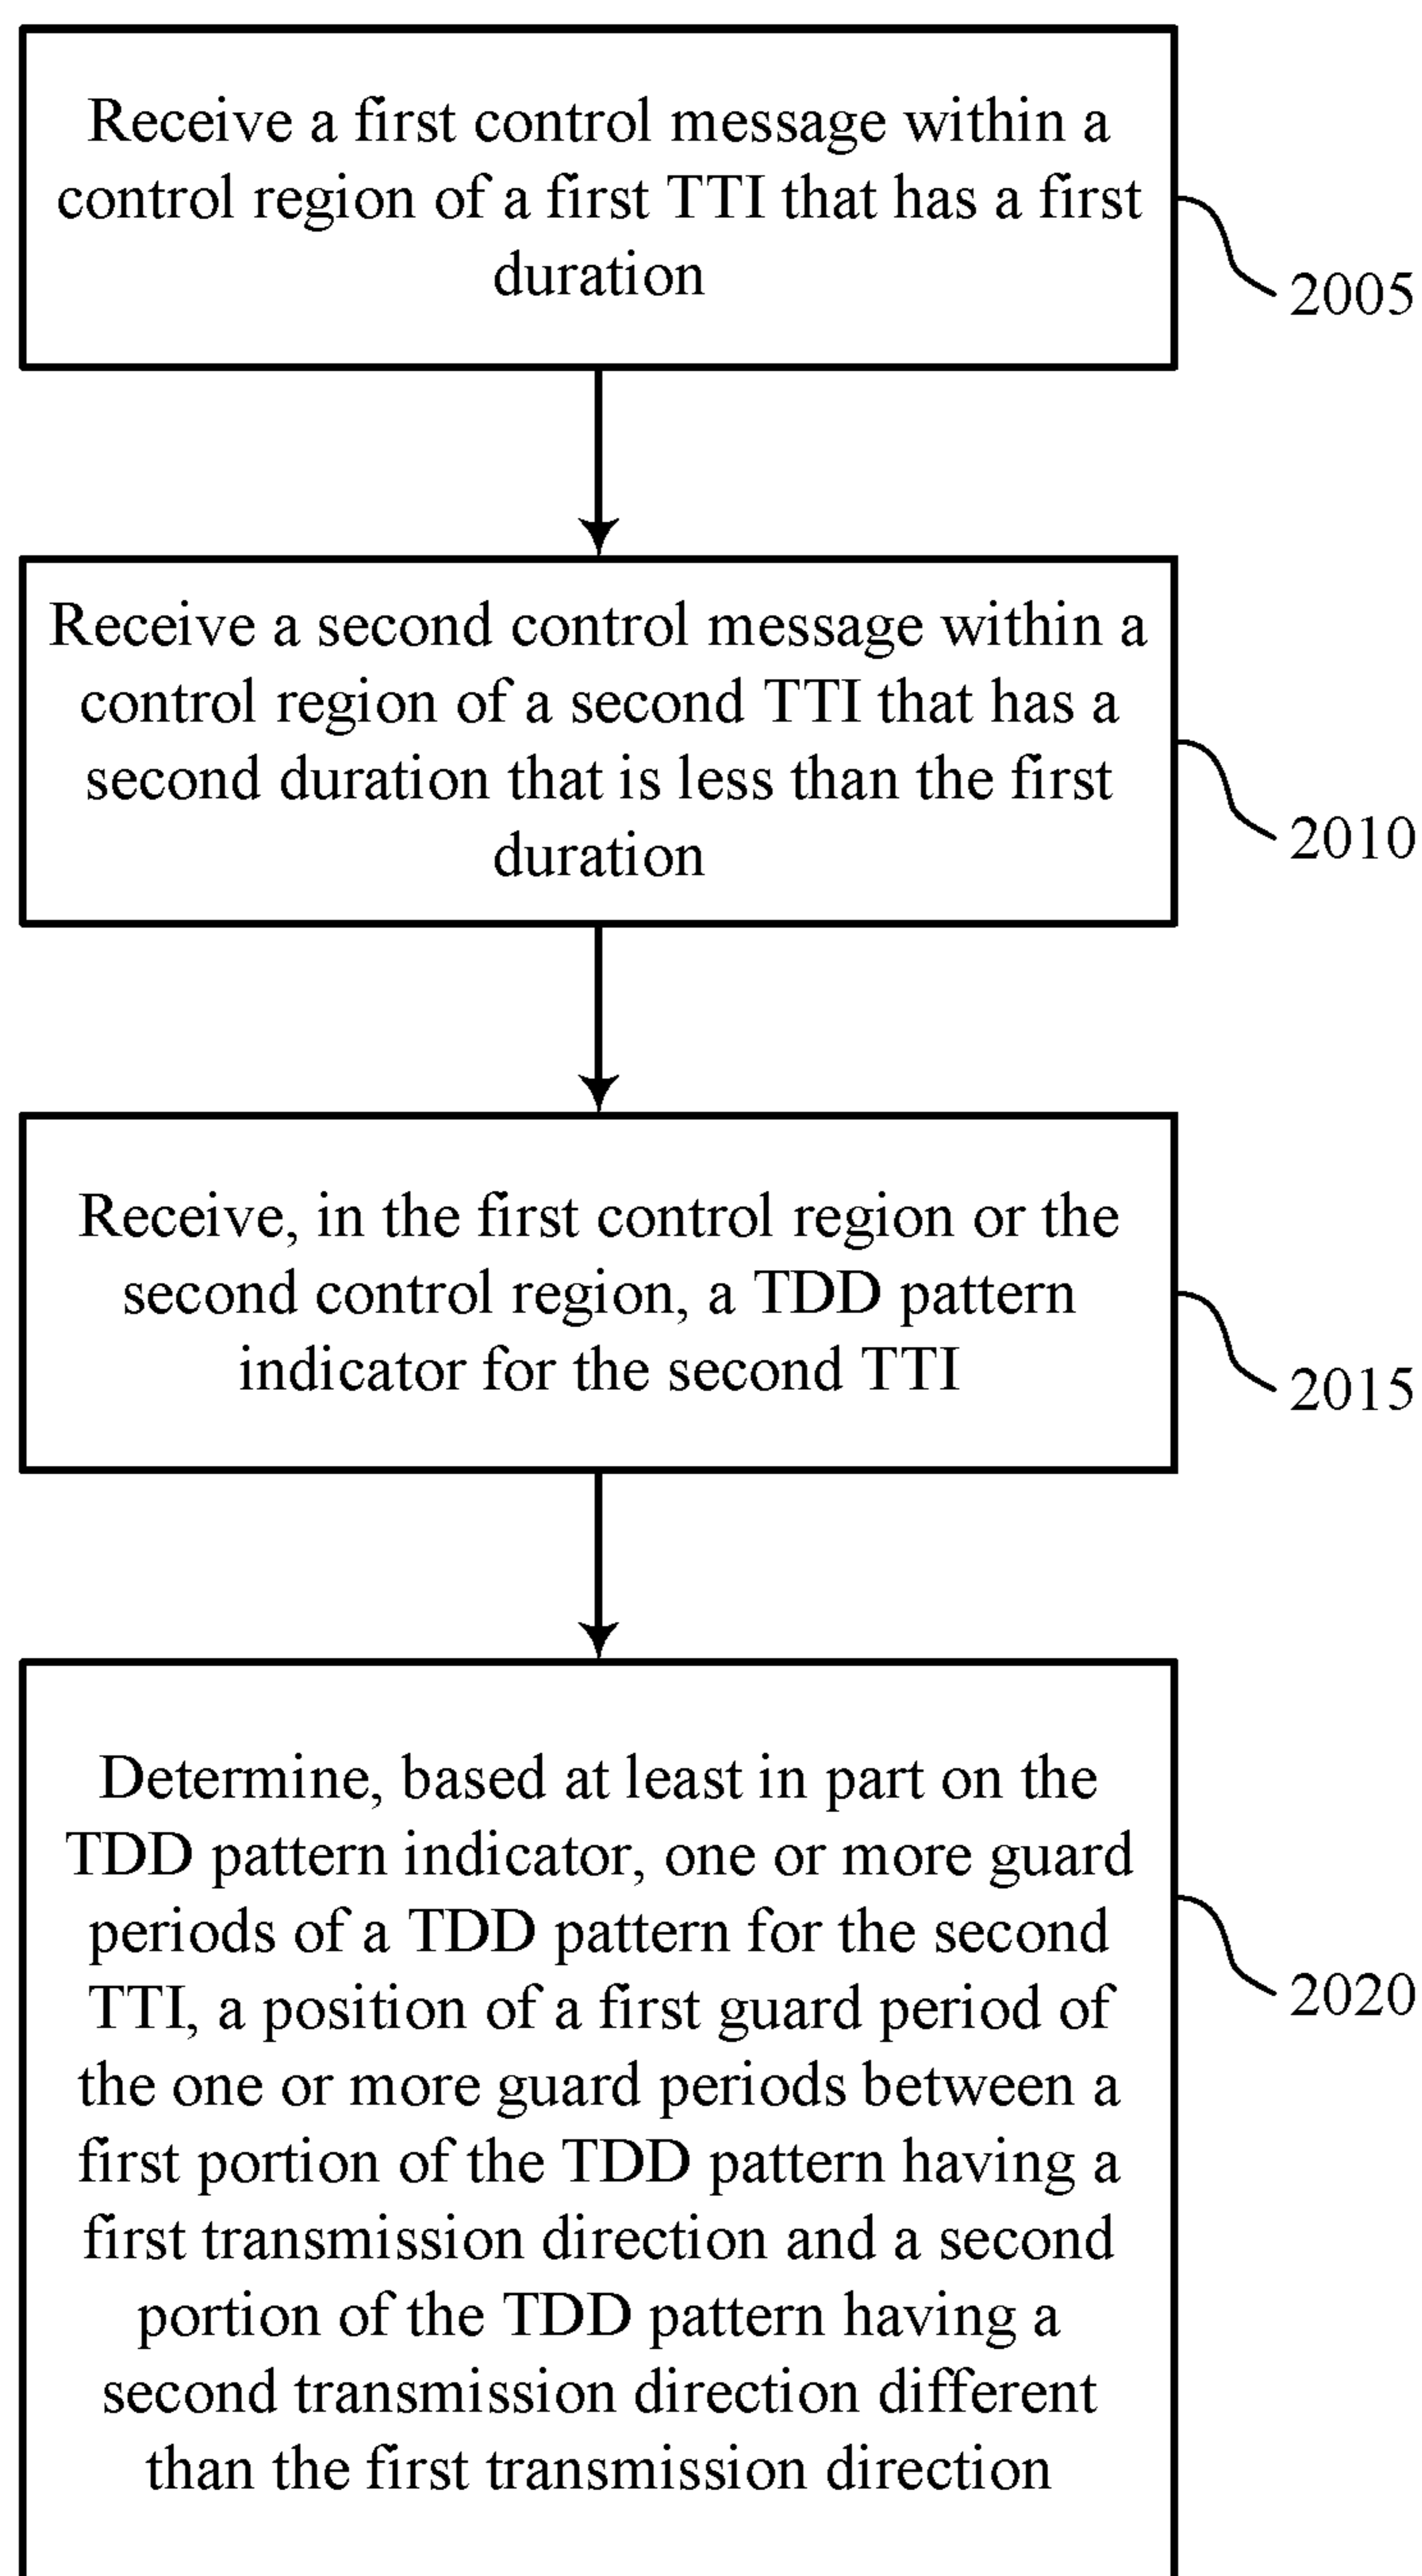 Receive a first control message within a
control region of a first TTI that has a first
duration
2005
Receive a second control message within a
control region of a second TTI that has a
second duration that is less than the first
duration
2010
Receive, in the first control region or the
second control region, a TDD pattern
indicator for the second TTI
2015
Determine, based at least in part on the
TDD pattern indicator, one or more guard
periods of a TDD pattern for the second
TTI, a position of a first guard period of
the one or more guard periods between a
first portion of the TDD pattern having a
first transmission direction and a second
portion of the TDD pattern having a
second transmission direction different
than the first transmission direction
2020